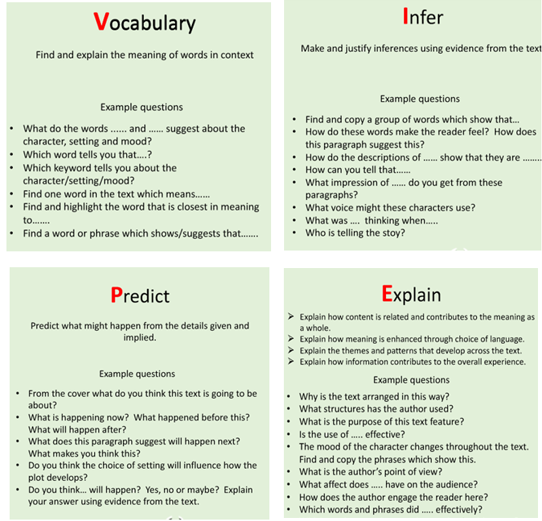 Vocabulary
Find and explain the meaning of words in context
Example questions
• What do the words ...... and ...... suggest about the
character, setting and mood?
• Which word tells you that....?
• Which keyword tells you about the
character/setting/mood?
• Find one word in the text which means......
• Find and highlight the word that is closest in meaning
to.......
• Find a word or phrase which shows/suggests that.......
Infer
Make and justify inferences using evidence from the text
Example questions
• Find and copy a group of words which show that...
• How do these words make the reader feel? How does
this paragraph suggest this?
• How do the descriptions of ...... show that they are ........
• How can you tell that......
• What impression of ...... do you get from these
paragraphs?
• What voice might these characters use?
• What was .... thinking when.....
• Who is telling the stoy?
Predict
Predict what might happen from the details given and
implied.
Example questions
• From the cover what do you think this text is going to be
about?
• What is happening now? What happened before this?
What will happen after?
• What does this paragraph suggest will happen next?
What makes you think this?
• Do you think the choice of setting will influence how the
plot develops?
• Do you think... will happen? Yes, no or maybe? Explain
your answer using evidence from the text.
Explain
➢ Explain how content is related and contributes to the meaning as
a whole.
➢ Explain how meaning is enhanced through choice of language.
➢ Explain the themes and patterns that develop across the text.
➢ Explain how information contributes to the overall experience.
Example questions
• Why is the text arranged in this way?
• What structures has the author used?
• What is the purpose of this text feature?
• Is the use of ..... effective?
• The mood of the character changes throughout the text.
Find and copy the phrases which show this.
• What is the author's point of view?
• What affect does ..... have on the audience?
• How does the author engage the reader here?
• Which words and phrases did ..... effectively?